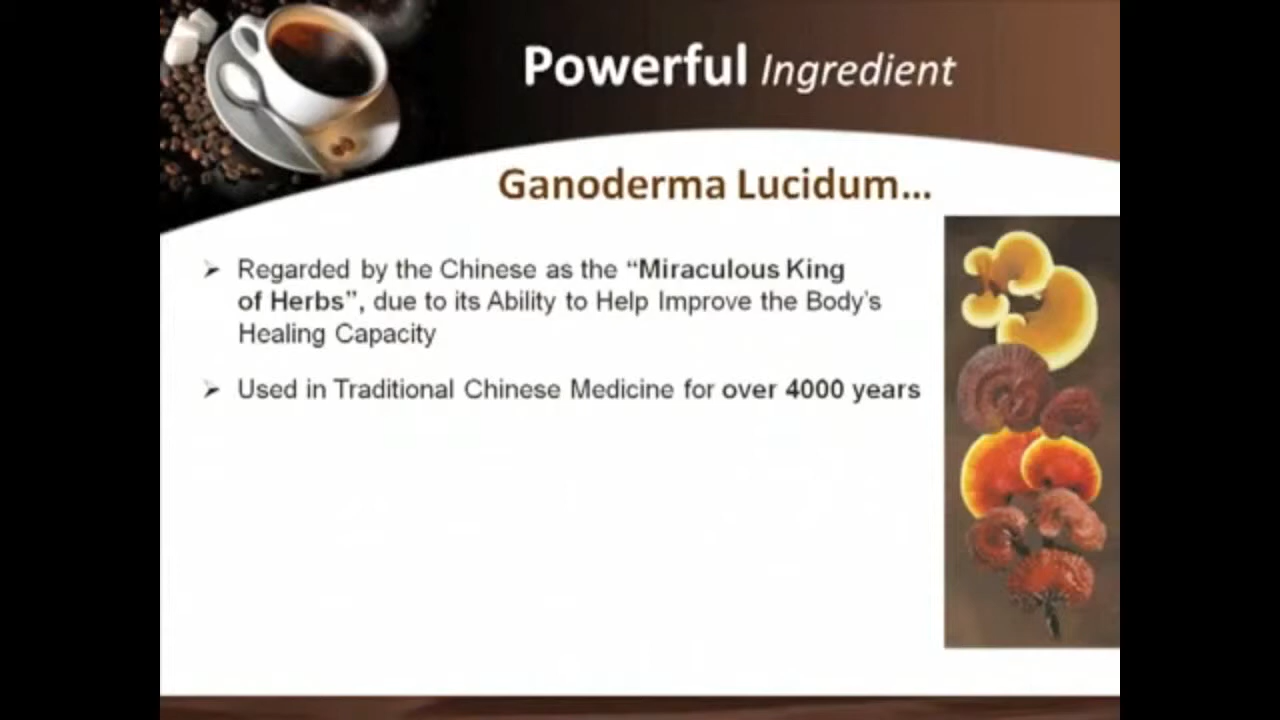 Powerful Ingredient
Ganoderma Lucidum...
➢ Regarded by the Chinese as the “Miraculous King
of Herbs”, due to its Ability to Help Improve the Body’s
Healing Capacity
➢ Used in Traditional Chinese Medicine for over 4000 years